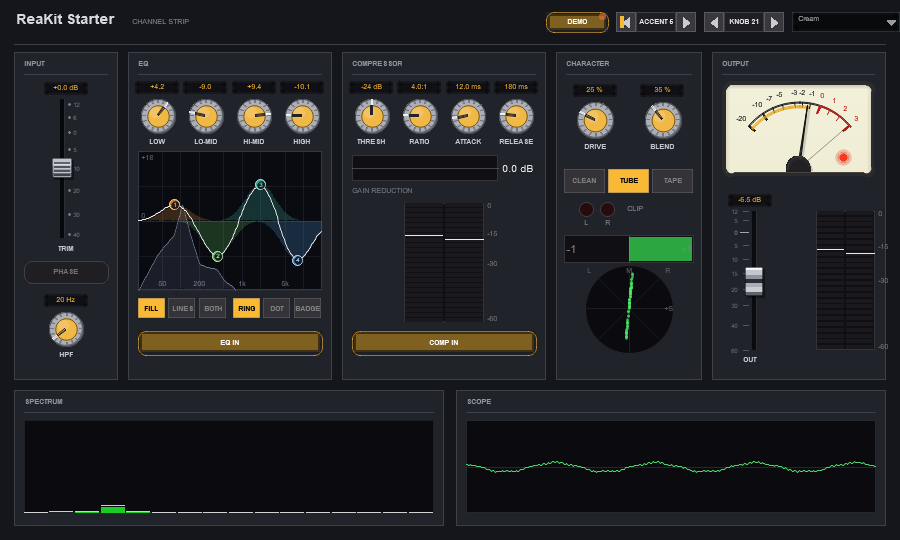 ReaKit Starter
CHANNEL STRIP
DEMO
ACCENT 5
KNOB 21
Cream
INPUT
+0.0 dB
12
6
0
5
10
20
30
40
TRIM
PHASE
20 Hz
HPF
EQ
+4.2 -9.0 +9.4 -10.1
LOW LO-MID HI-MID HIGH
+18
0
1 2 3 4
50 200 1k 5k
FILL LINES BOTH RING DOT BADGE
EQ IN
COMPRESSOR
-24 dB 4.0:1 12.0 ms 180 ms
THRESH RATIO ATTACK RELEASE
0.0 dB
GAIN REDUCTION
0
-15
-30
-60
COMP IN
CHARACTER
25 % 35 %
DRIVE BLEND
CLEAN TUBE TAPE
CLIP
L R
-1
L M R
+S
OUTPUT
-20 -10 -7 -5 -3 -2 -1 0 1 2 3
-6.5 dB
12
5
0
5
10
15
20
30
40
60
OUT
0
-15
-30
-60
SPECTRUM
SCOPE